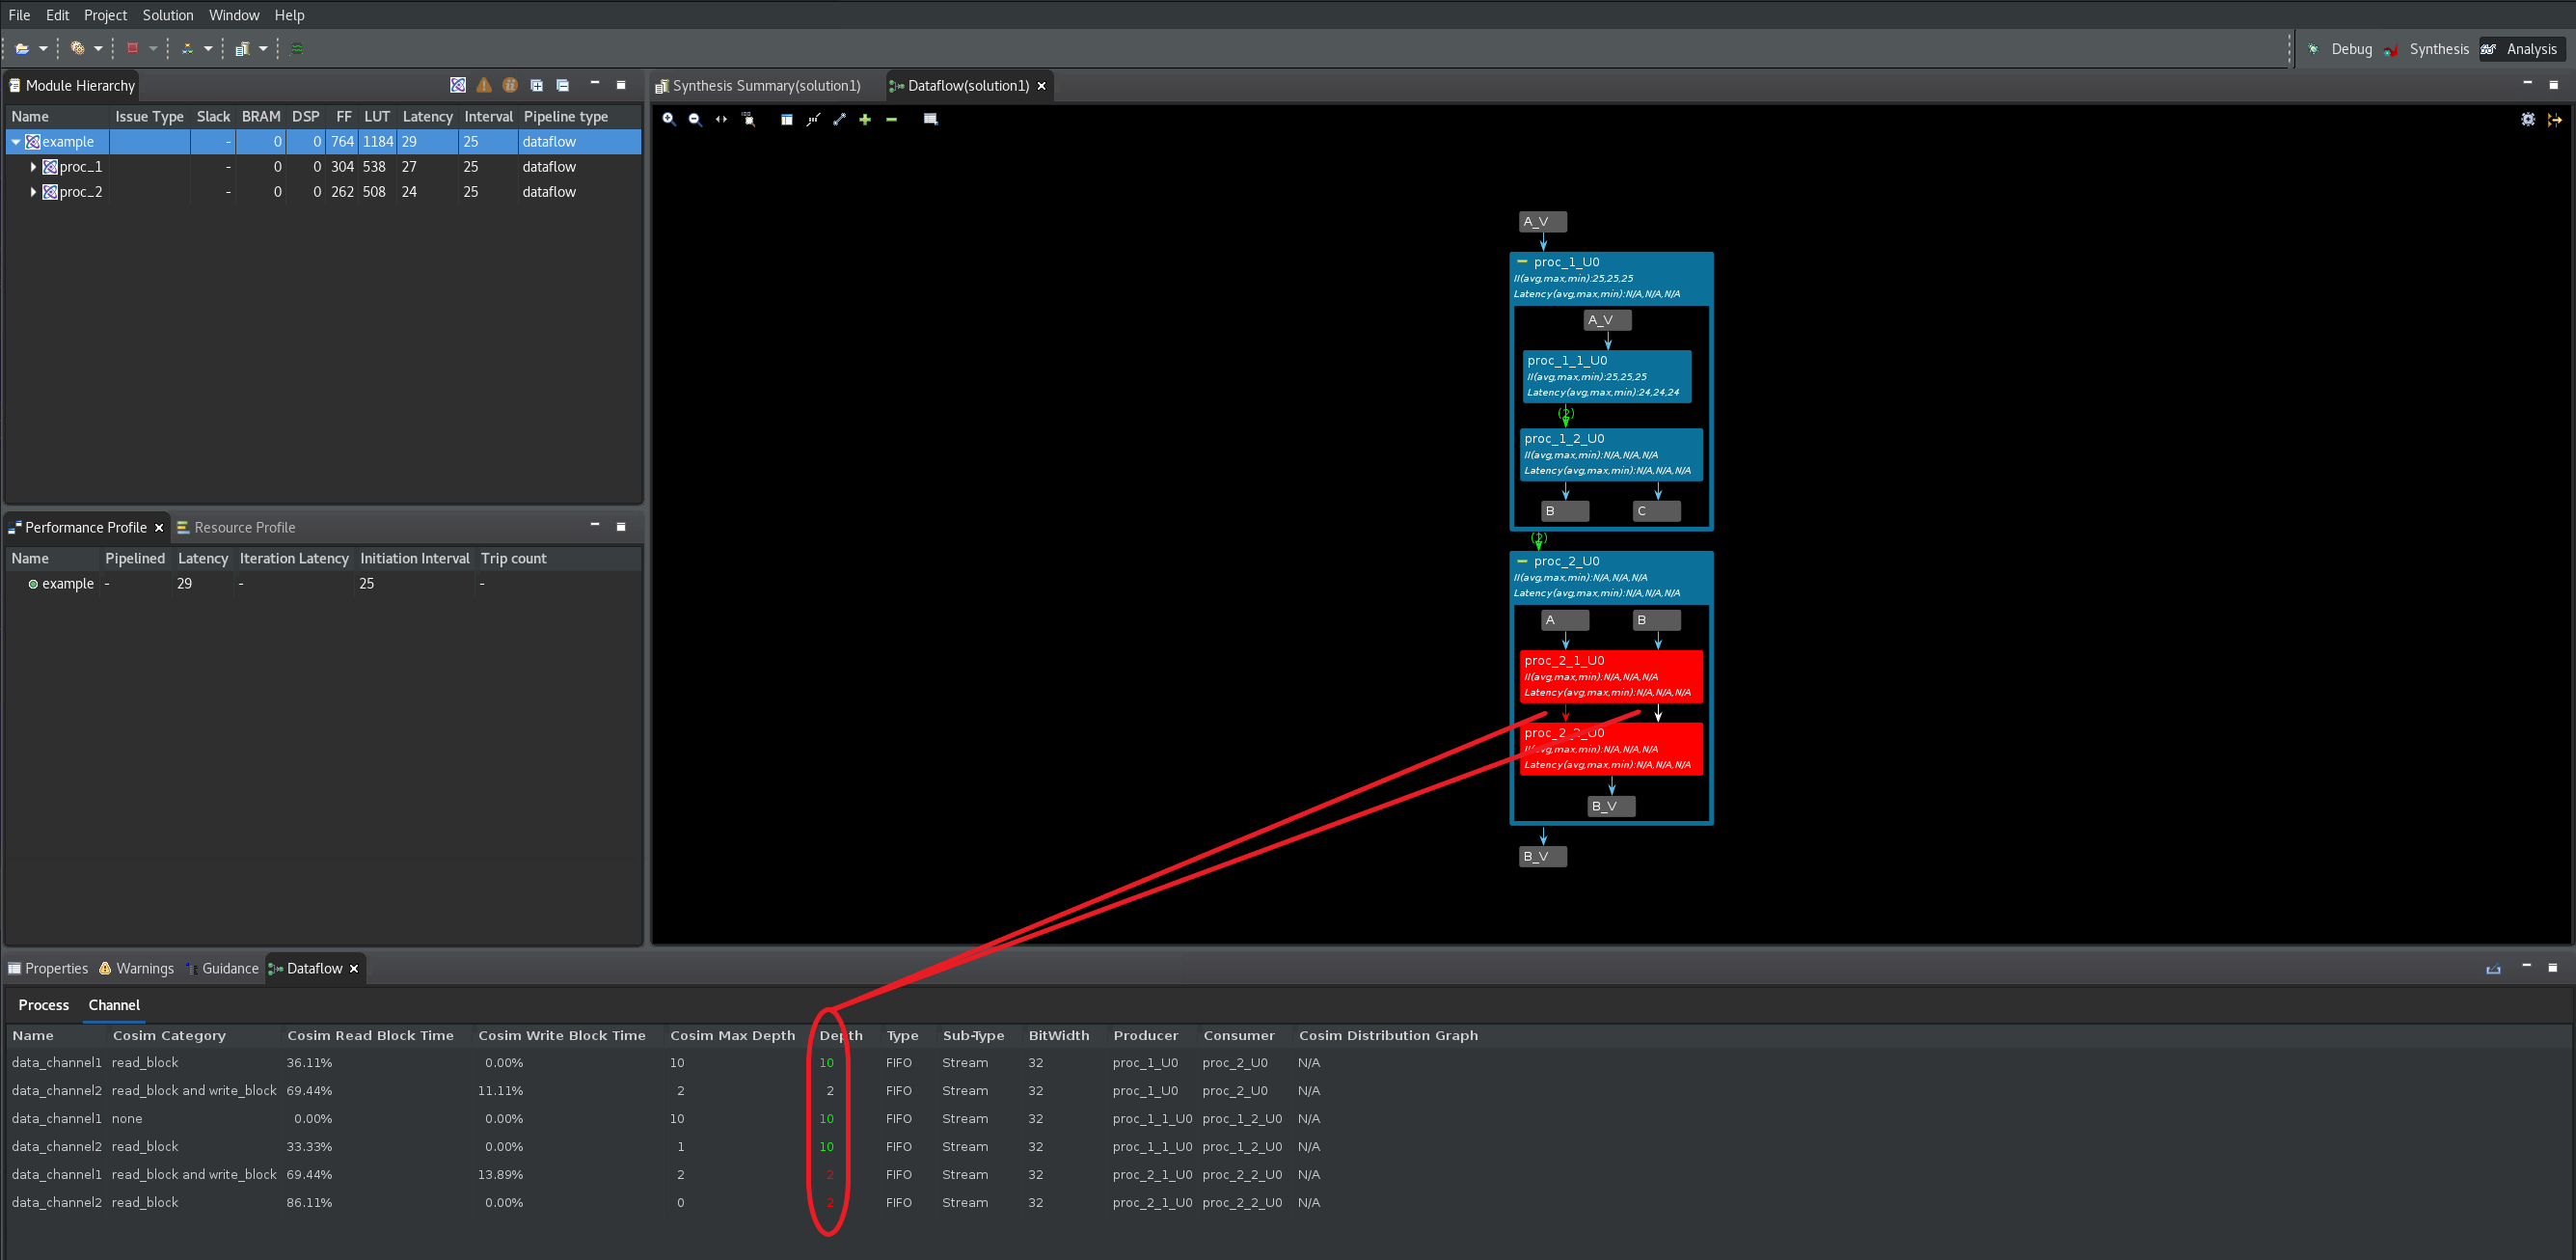 File Edit Project Solution Window Help
Debug Synthesis Analysis
Module Hierarchy
Name Issue Type Slack BRAM DSP FF LUT Latency Interval Pipeline type
example - 0 0 764 1184 29 25 dataflow
proc_1 - 0 0 304 538 27 25 dataflow
proc_2 - 0 0 262 508 24 25 dataflow
Performance Profile Resource Profile
Name Pipelined Latency Iteration Latency Initiation Interval Trip count
example - 29 - 25 -
Synthesis Summary(solution1) Dataflow(solution1)
A_V
proc_1_U0
II(avg,max,min):25,25,25
Latency(avg,max,min):N/A,N/A,N/A
A_V
proc_1_1_U0
II(avg,max,min):25,25,25
Latency(avg,max,min):24,24,24
(2)
proc_1_2_U0
II(avg,max,min):N/A,N/A,N/A
Latency(avg,max,min):N/A,N/A,N/A
B C
(2)
proc_2_U0
II(avg,max,min):N/A,N/A,N/A
Latency(avg,max,min):N/A,N/A,N/A
A B
proc_2_1_U0
II(avg,max,min):N/A,N/A,N/A
Latency(avg,max,min):N/A,N/A,N/A
proc_2_2_U0
II(avg,max,min):N/A,N/A,N/A
Latency(avg,max,min):N/A,N/A,N/A
B_V
B_V
Properties Warnings Guidance Dataflow
Process Channel
Name Cosim Category Cosim Read Block Time Cosim Write Block Time Cosim Max Depth Depth Type Sub-Type BitWidth Producer Consumer Cosim Distribution Graph
data_channel1 read_block 36.11% 0.00% 10 10 FIFO Stream 32 proc_1_U0 proc_2_U0 N/A
data_channel2 read_block and write_block 69.44% 11.11% 2 2 FIFO Stream 32 proc_1_U0 proc_2_U0 N/A
data_channel1 none 0.00% 0.00% 10 10 FIFO Stream 32 proc_1_1_U0 proc_1_2_U0 N/A
data_channel2 read_block 33.33% 0.00% 1 10 FIFO Stream 32 proc_1_1_U0 proc_1_2_U0 N/A
data_channel1 read_block and write_block 69.44% 13.89% 2 2 FIFO Stream 32 proc_2_1_U0 proc_2_2_U0 N/A
data_channel2 read_block 86.11% 0.00% 0 2 FIFO Stream 32 proc_2_1_U0 proc_2_2_U0 N/A